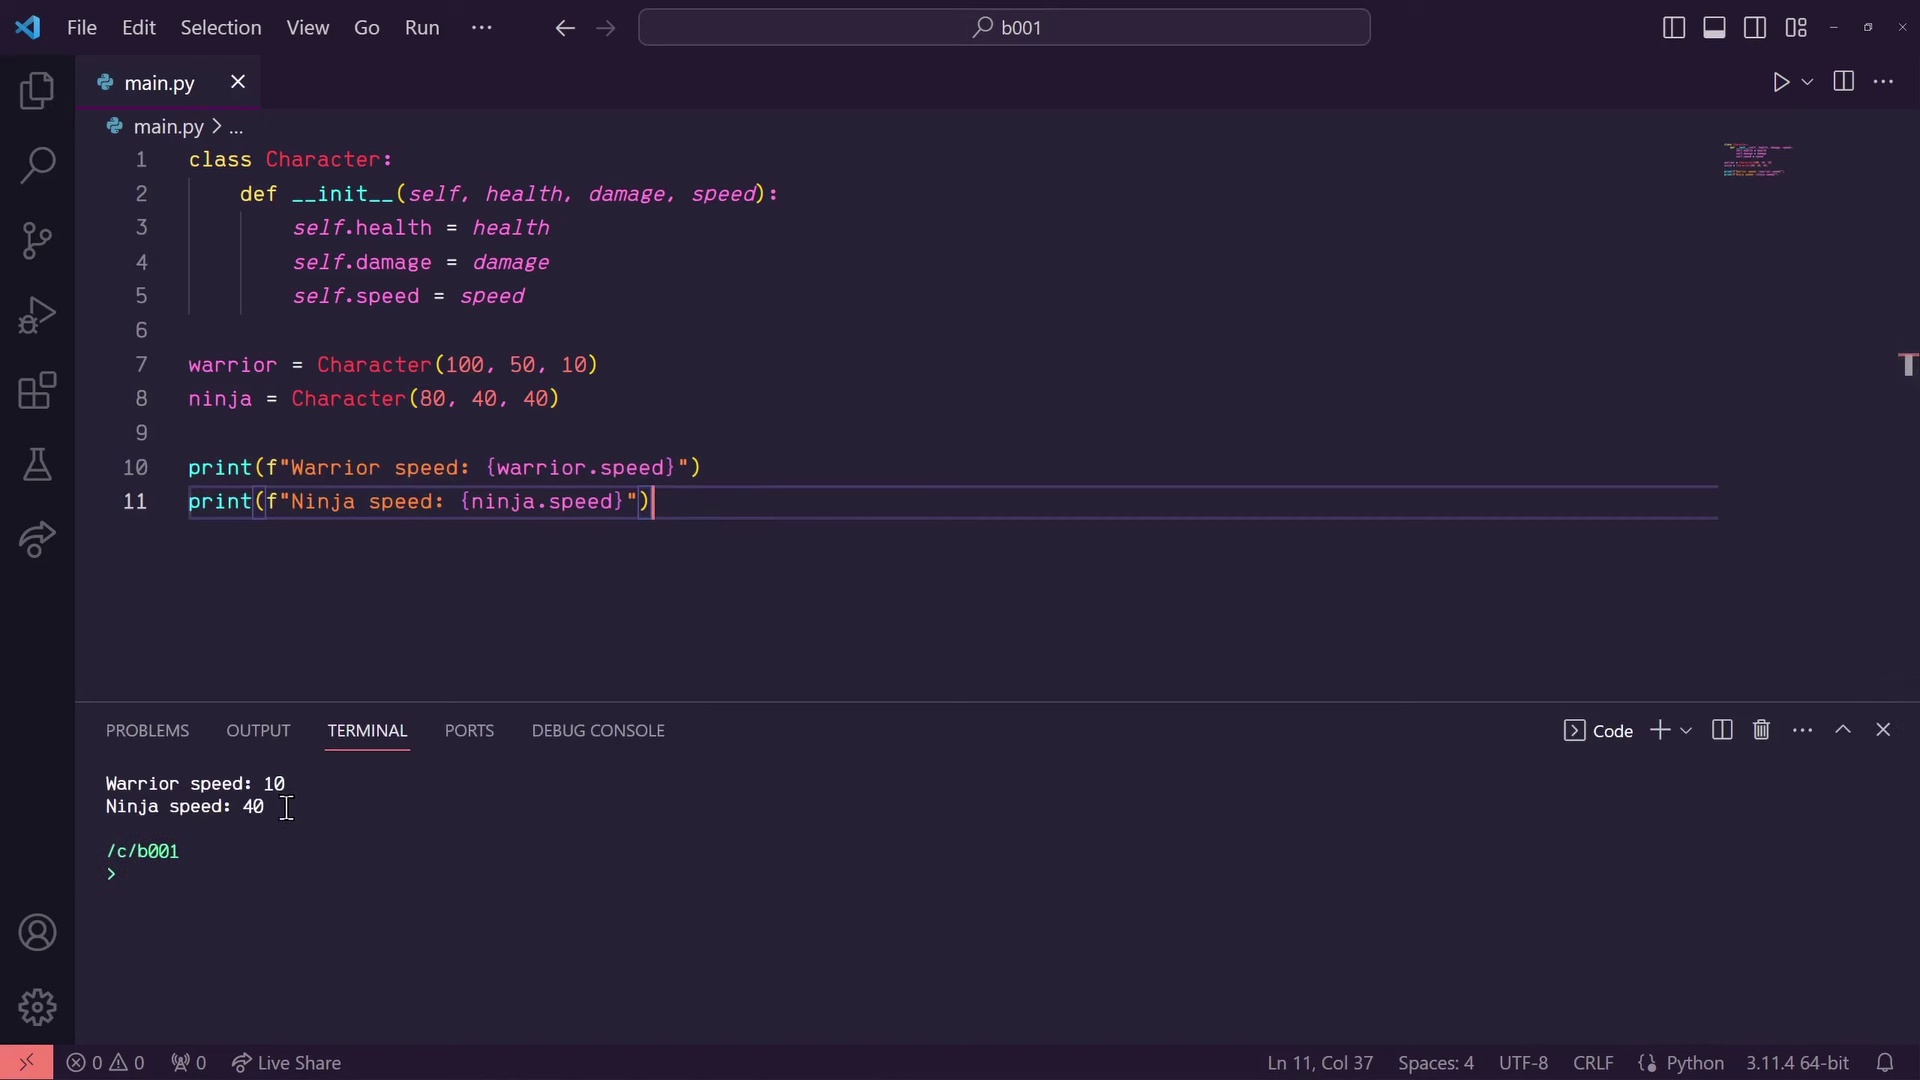 File Edit Selection View Go Run ··· b001
main.py
main.py > ...
1 class Character:
2     def __init__(self, health, damage, speed):
3         self.health = health
4         self.damage = damage
5         self.speed = speed
6
7 warrior = Character(100, 50, 10)
8 ninja = Character(80, 40, 40)
9
10 print(f"Warrior speed: {warrior.speed}")
11 print(f"Ninja speed: {ninja.speed}")
PROBLEMS OUTPUT TERMINAL PORTS DEBUG CONSOLE Code
Warrior speed: 10
Ninja speed: 40
/c/b001
>
0 0 0 Live Share Ln 11, Col 37 Spaces: 4 UTF-8 CRLF Python 3.11.4 64-bit